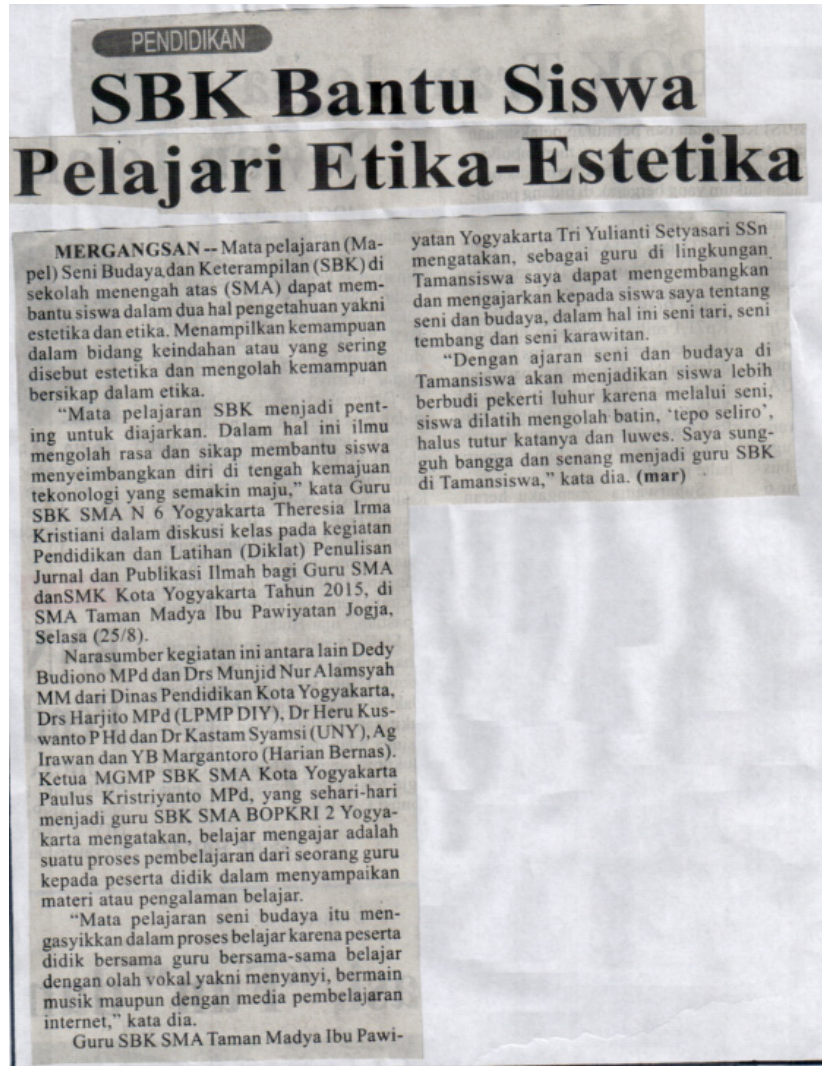 PENDIDIKAN
SBK Bantu Siswa
Pelajari Etika-Estetika
MERGANGSAN -- Mata pelajaran (Ma-
pel) Seni Budaya dan Keterampilan (SBK) di
sekolah menengah atas (SMA) dapat mem-
bantu siswa dalam dua hal pengetahuan yakni
estetika dan etika. Menampilkan kemampuan
dalam bidang keindahan atau yang sering
disebut estetika dan mengolah kemampuan
bersikap dalam etika.
"Mata pelajaran SBK menjadi pent-
ing untuk diajarkan. Dalam hal ini ilmu
mengolah rasa dan sikap membantu siswa
menyeimbangkan diri di tengah kemajuan
tekonologi yang semakin maju," kata Guru
SBK SMA N 6 Yogyakarta Theresia Irma
Kristiani dalam diskusi kelas pada kegiatan
Pendidikan dan Latihan (Diklat) Penulisan
Jurnal dan Publikasi Ilmah bagi Guru SMA
danSMK Kota Yogyakarta Tahun 2015, di
SMA Taman Madya Ibu Pawiyatan Jogja,
Selasa (25/8).
Narasumber kegiatan ini antara lain Dedy
Budiono MPd dan Drs Munjid Nur Alamsyah
MM dari Dinas Pendidikan Kota Yogyakarta,
Drs Harjito MPd (LPMP DIY), Dr Heru Kus-
wanto P Hd dan Dr Kastam Syamsi (UNY), Ag
Irawan dan YB Margantoro (Harian Bernas).
Ketua MGMP SBK SMA Kota Yogyakarta
Paulus Kristriyanto MPd, yang sehari-hari
menjadi guru SBK SMA BOPKRI 2 Yogya-
karta mengatakan, belajar mengajar adalah
suatu proses pembelajaran dari seorang guru
kepada peserta didik dalam menyampaikan
materi atau pengalaman belajar.
"Mata pelajaran seni budaya itu men-
gasyikkan dalam proses belajar karena peserta
didik bersama guru bersama-sama belajar
dengan olah vokal yakni menyanyi, bermain
musik maupun dengan media pembelajaran
internet," kata dia.
Guru SBK SMA Taman Madya Ibu Pawi-
yatan Yogyakarta Tri Yulianti Setyasari SSn
mengatakan, sebagai guru di lingkungan
Tamansiswa saya dapat mengembangkan
dan mengajarkan kepada siswa saya tentang
seni dan budaya, dalam hal ini seni tari, seni
tembang dan seni karawitan.
"Dengan ajaran seni dan budaya di
Tamansiswa akan menjadikan siswa lebih
berbudi pekerti luhur karena melalui seni,
siswa dilatih mengolah batin, 'tepo seliro',
halus tutur katanya dan luwes. Saya sung-
guh bangga dan senang menjadi guru SBK
di Tamansiswa," kata dia. (mar)